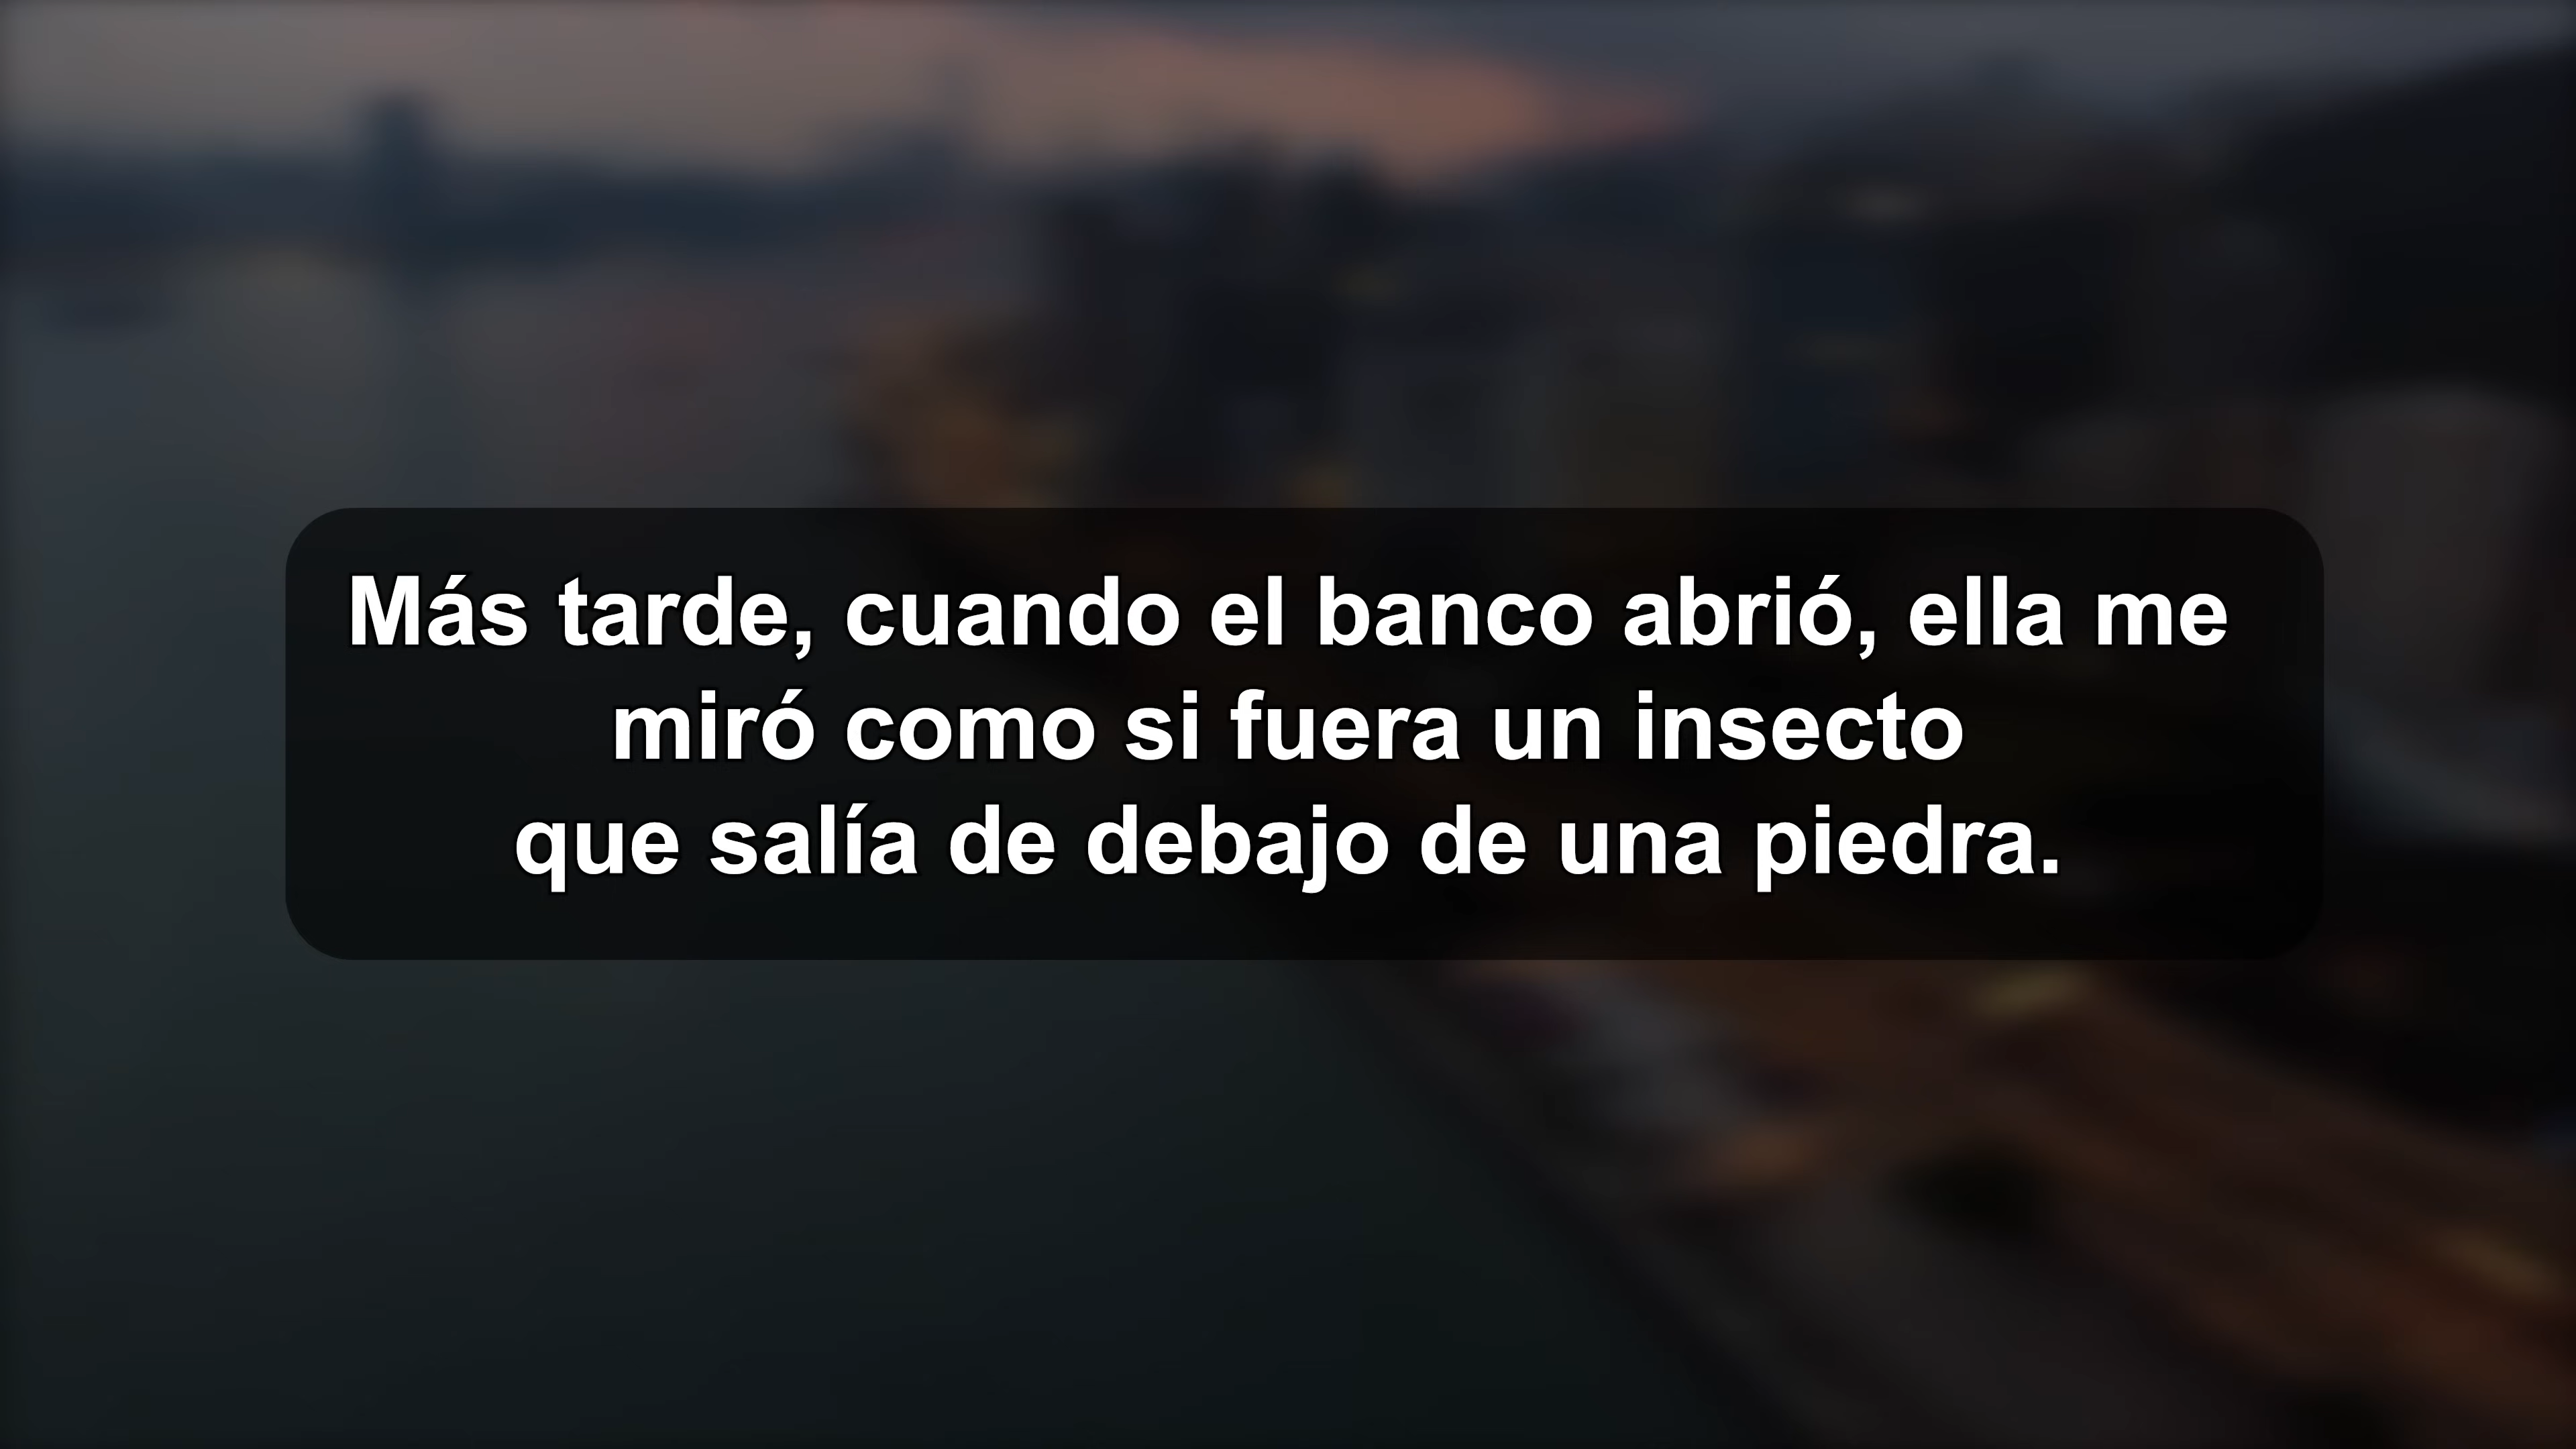 Más tarde, cuando el banco abrió, ella me
miró como si fuera un insecto
que salía de debajo de una piedra.